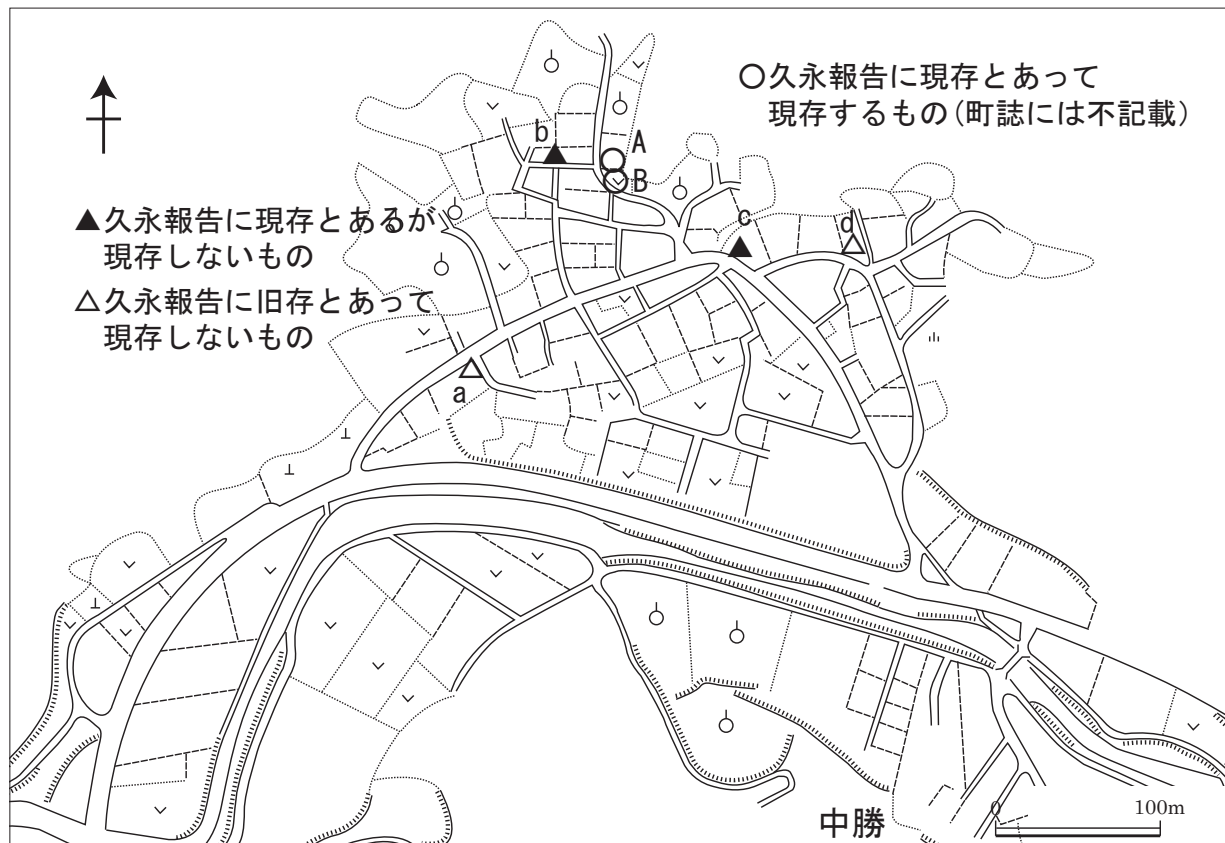 ○久永報告に現存とあって
現存するもの(町誌には不記載)
A
b
B
▲久永報告に現存とあるが
現存しないもの
c
d
△久永報告に旧存とあって
現存しないもの
a
中勝
0 100m